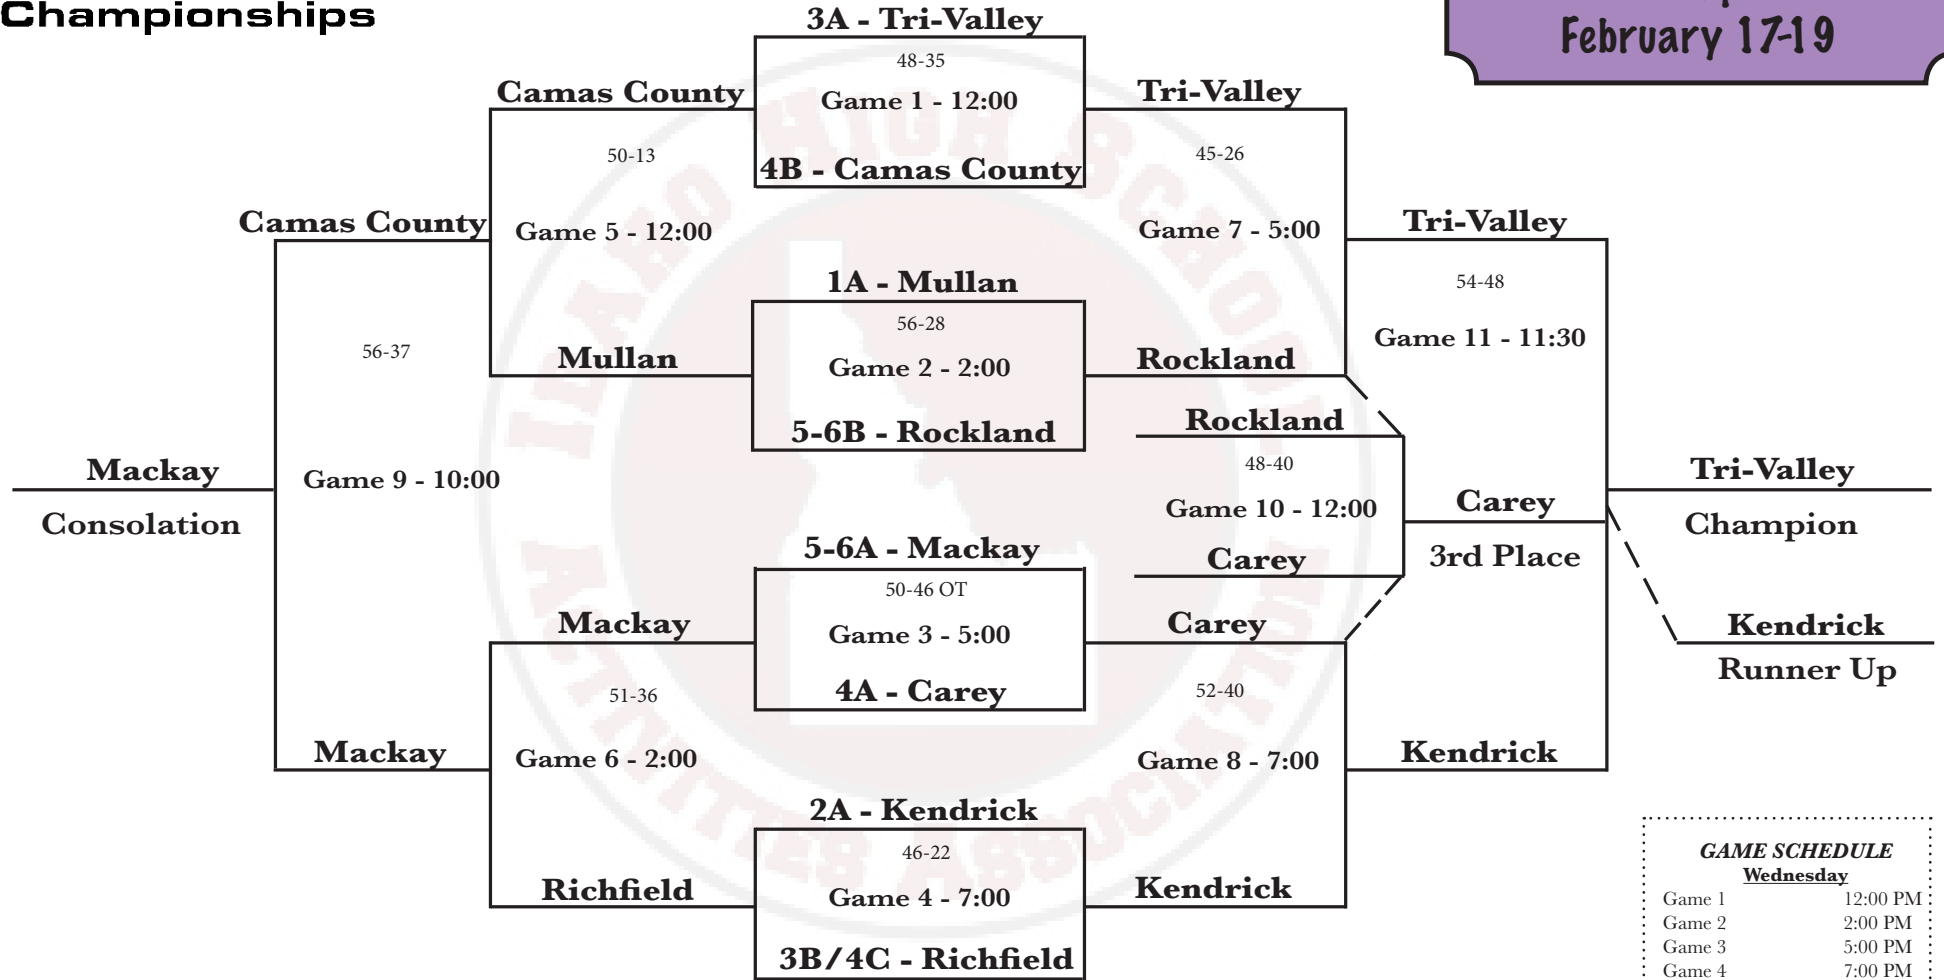 Championships
February 17-19
3A - Tri-Valley
48-35
Game 1 - 12:00
4B - Camas County
Camas County
Tri-Valley
50-13
45-26
Game 5 - 12:00
Game 7 - 5:00
Camas County
Tri-Valley
1A - Mullan
56-28
Game 2 - 2:00
5-6B - Rockland
Mullan
Rockland
54-48
Game 11 - 11:30
56-37
Game 9 - 10:00
Rockland
48-40
Game 10 - 12:00
Carey
Carey
3rd Place
Mackay
Consolation
Tri-Valley
Champion
Kendrick
Runner Up
5-6A - Mackay
50-46 OT
Game 3 - 5:00
4A - Carey
Mackay
Carey
51-36
52-40
Game 6 - 2:00
Game 8 - 7:00
Mackay
Kendrick
2A - Kendrick
46-22
Game 4 - 7:00
3B/4C - Richfield
Richfield
Kendrick
GAME SCHEDULE
Wednesday
Game 1 12:00 PM
Game 2 2:00 PM
Game 3 5:00 PM
Game 4 7:00 PM
IDAHO HIGH SCHOOL
ACTIVITIES ASSOCIATION